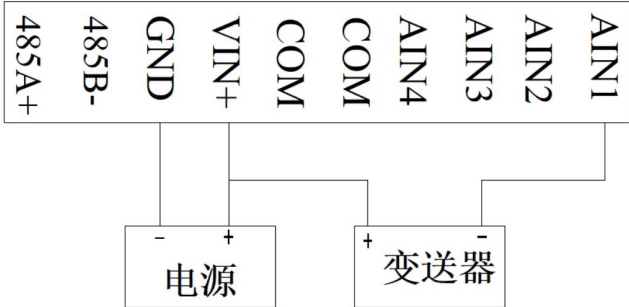 485A+
485B-
GND
VIN+
COM
COM
AIN4
AIN3
AIN2
AIN1
- +
电源
+ -
变送器